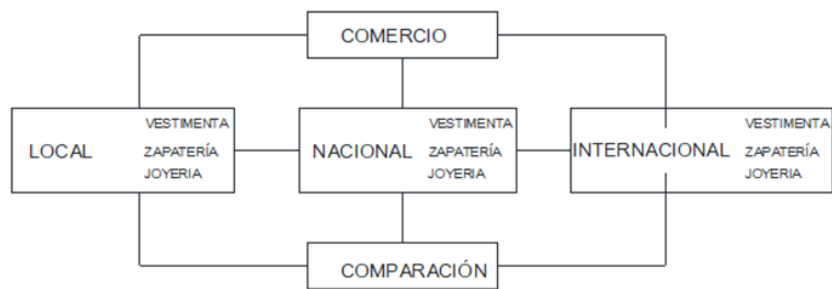 COMERCIO
LOCAL
VESTIMENTA
ZAPATERÍA
JOYERIA
NACIONAL
VESTIMENTA
ZAPATERÍA
JOYERIA
INTERNACIONAL
VESTIMENTA
ZAPATERÍA
JOYERIA
COMPARACIÓN